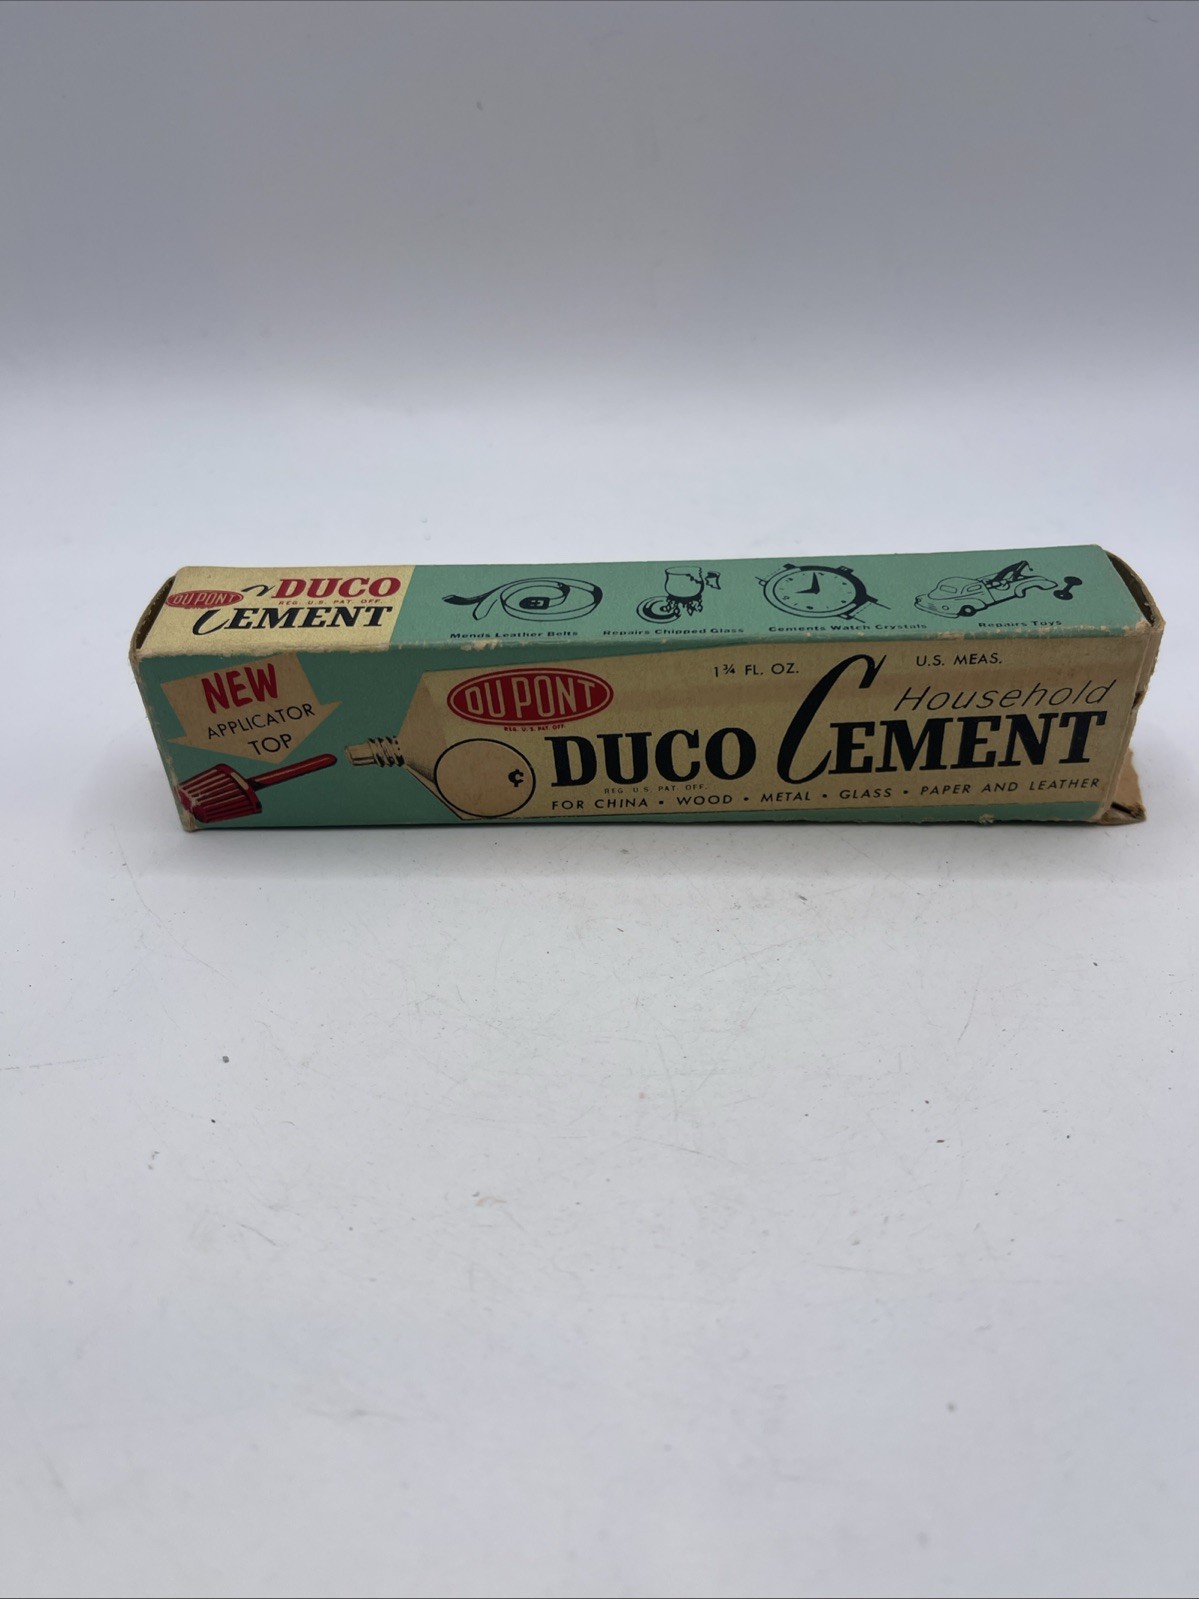 DU PONT
DUCO
REG. U.S. PAT. OFF.
CEMENT
Mends Leather Belts
Repairs Chipped Glass
Cements Watch Crystals
Repairs Toys
NEW
APPLICATOR
TOP
DU PONT
REG. U.S. PAT. OFF.
1¾ FL. OZ.
U.S. MEAS.
¢
Household
DUCO CEMENT
REG. U.S. PAT. OFF.
FOR CHINA • WOOD • METAL • GLASS • PAPER AND LEATHER